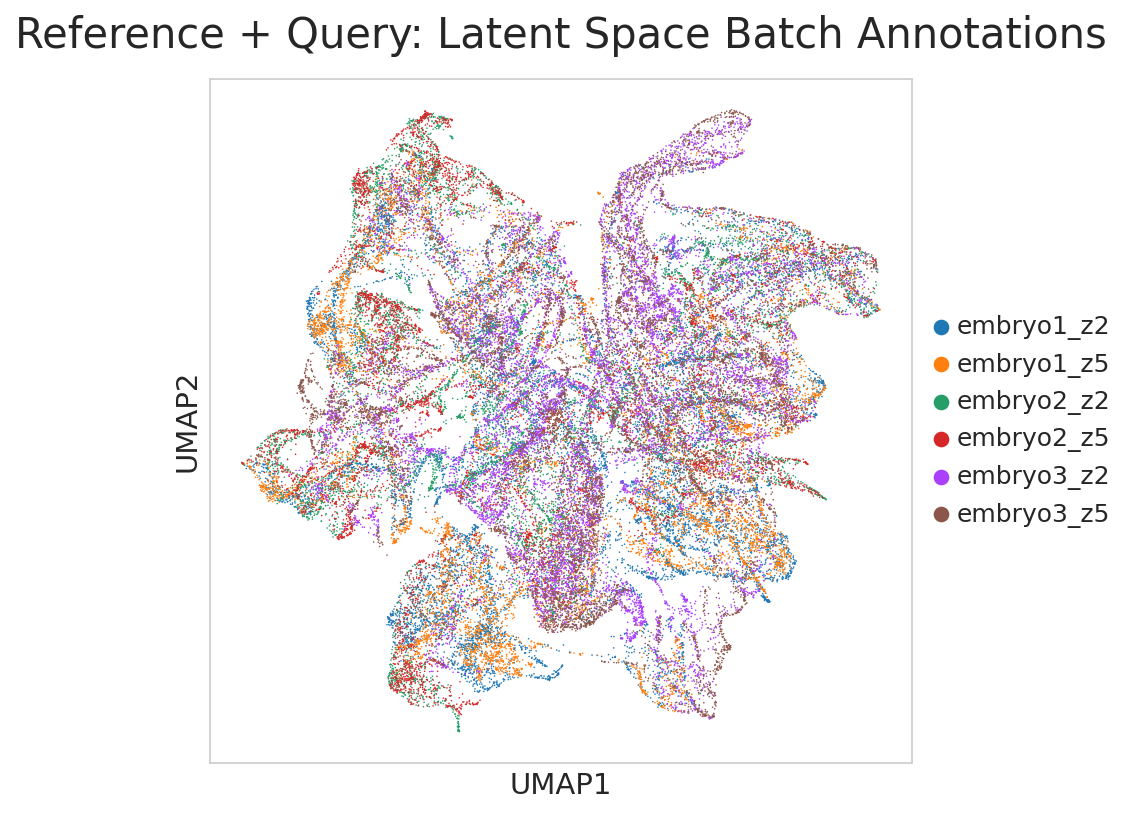 Reference + Query: Latent Space Batch Annotations
UMAP2
embryo1_z2
embryo1_z5
embryo2_z2
embryo2_z5
embryo3_z2
embryo3_z5
UMAP1